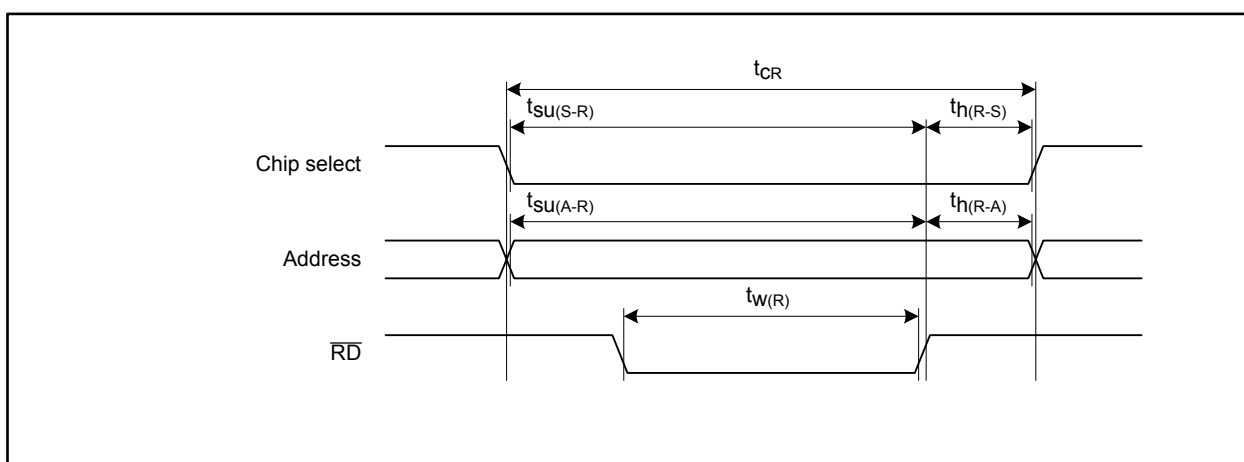 tCR
tsu(S-R) th(R-S)
Chip select
tsu(A-R) th(R-A)
Address
tw(R)
RD